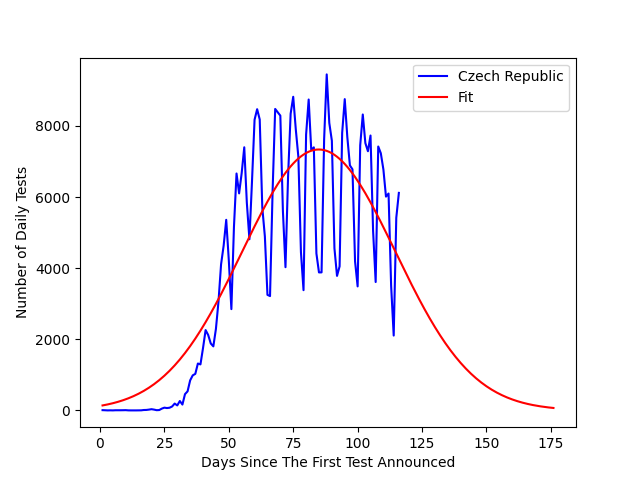 Czech Republic
Fit
8000
6000
4000
2000
0
Number of Daily Tests
0 25 50 75 100 125 150 175
Days Since The First Test Announced